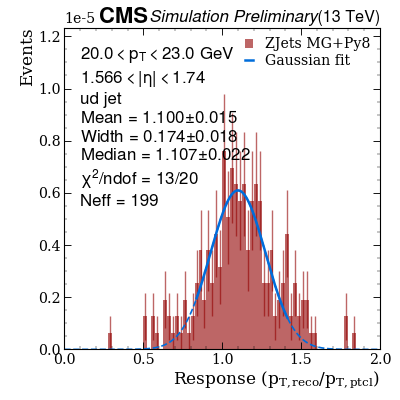 1e-5 CMS Simulation Preliminary (13 TeV)
Events
20.0 < pT < 23.0 GeV
1.566 < |η| < 1.74
ud jet
Mean = 1.100±0.015
Width = 0.174±0.018
Median = 1.107±0.022
χ²/ndof = 13/20
Neff = 199
ZJets MG+Py8
Gaussian fit
1.2
1.0
0.8
0.6
0.4
0.2
0.0
0.0 0.5 1.0 1.5 2.0
Response (pT,reco/pT,ptcl)